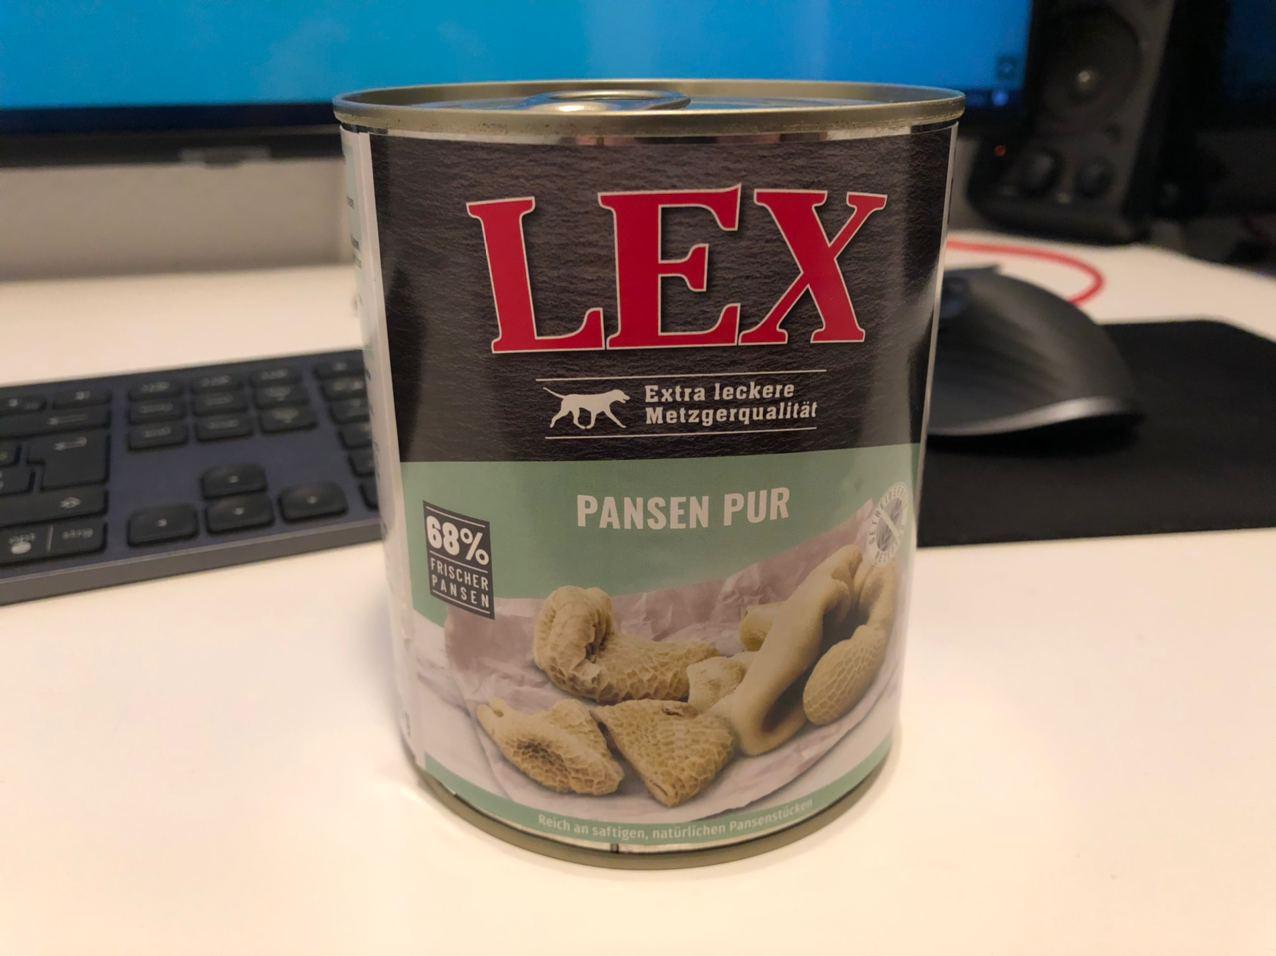 LEX
Extra leckere
Metzgerqualität
PANSEN PUR
68%
FRISCHER
PANSEN
Reich an saftigen, natürlichen Pansenstücken